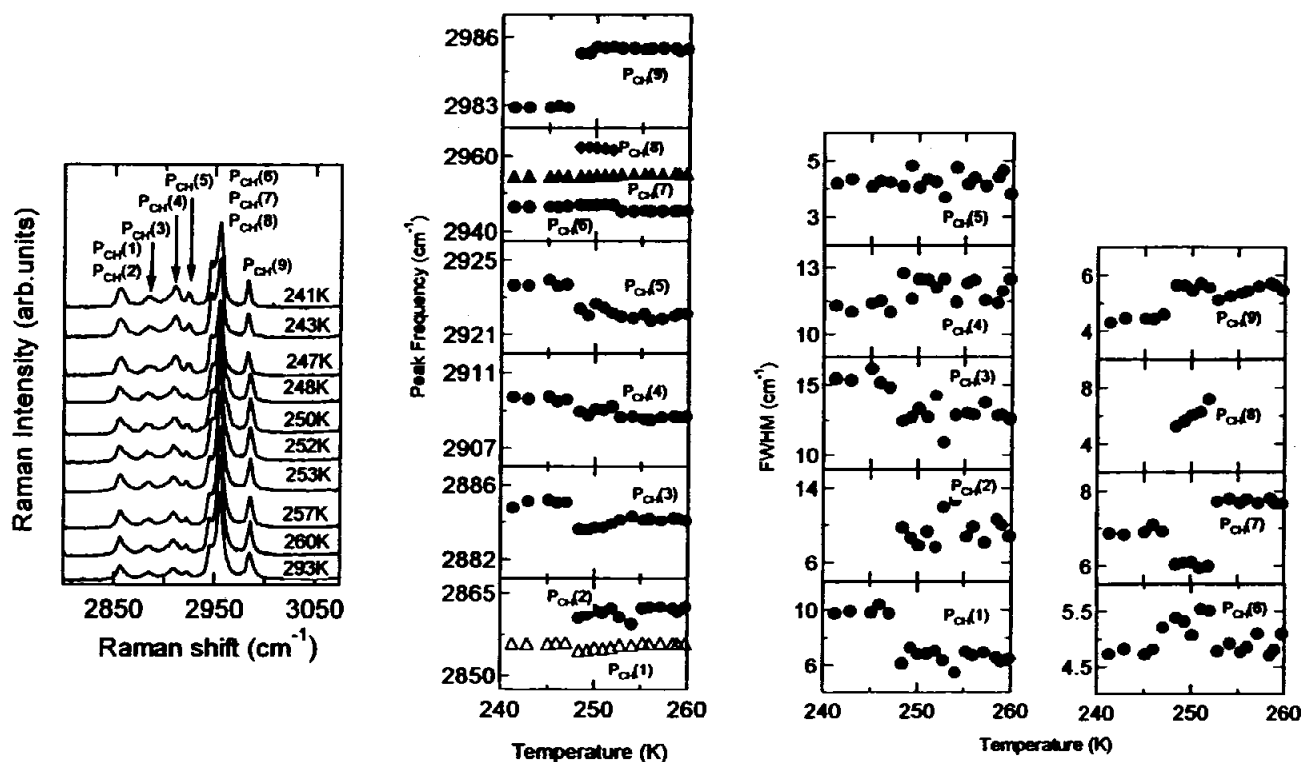 Raman Intensity (arb.units)
P_CH(1)
P_CH(2)
P_CH(3)
P_CH(4)
P_CH(5)
P_CH(6)
P_CH(7)
P_CH(8)
P_CH(9)
241K
243K
247K
248K
250K
252K
253K
257K
260K
293K
2850 2950 3050
Raman shift (cm⁻¹)
Peak Frequency (cm⁻¹)
2986
P_CH(9)
2983
2960
P_CH(8)
P_CH(7)
P_CH(6)
2940
2925
P_CH(5)
2921
2911
P_CH(4)
2907
2886
P_CH(3)
2882
2865
P_CH(2)
P_CH(1)
2850
240 250 260
Temperature (K)
FWHM (cm⁻¹)
5
3
P_CH(5)
13
10
P_CH(4)
15
P_CH(3)
10
14
P_CH(2)
6
10
P_CH(1)
6
240 250 260
6
4
P_CH(9)
8
P_CH(8)
4
8
P_CH(7)
6
5.5
P_CH(6)
4.5
240 250 260
Temperature (K)